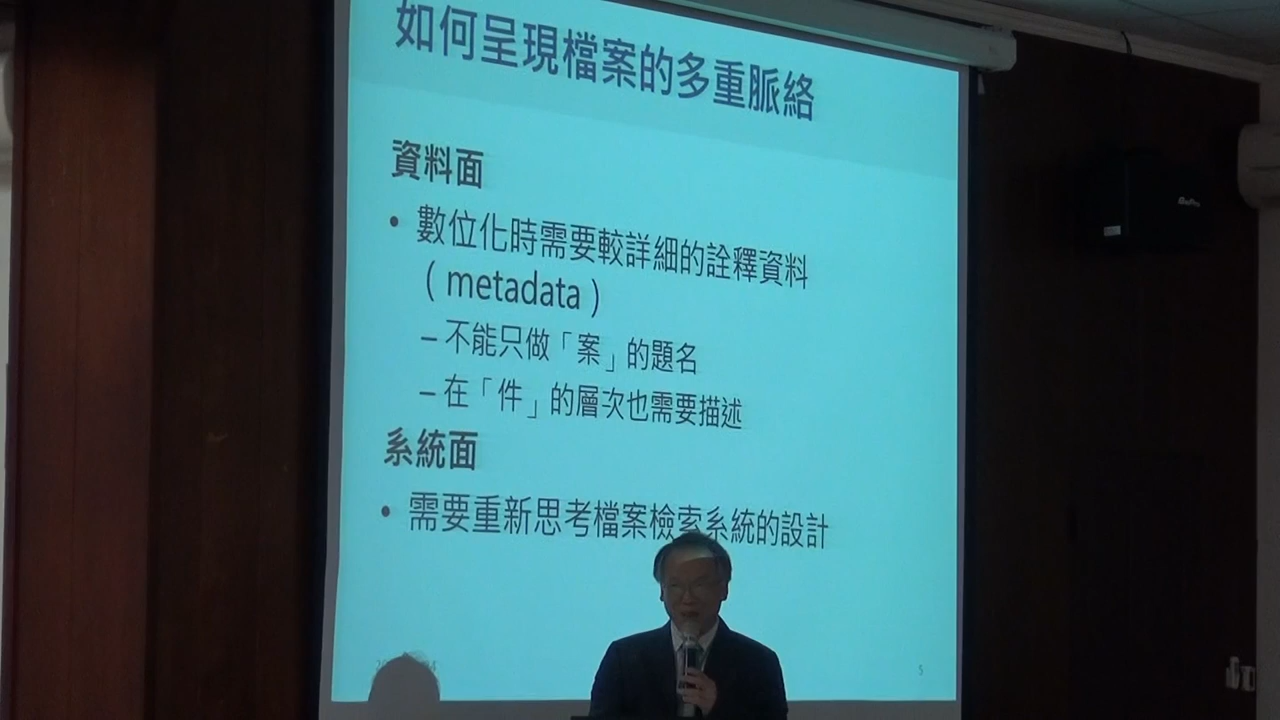 如何呈現檔案的多重脈絡
資料面
• 數位化時需要較詳細的詮釋資料
（metadata）
– 不能只做「案」的題名
– 在「件」的層次也需要描述
系統面
• 需要重新思考檔案檢索系統的設計
5